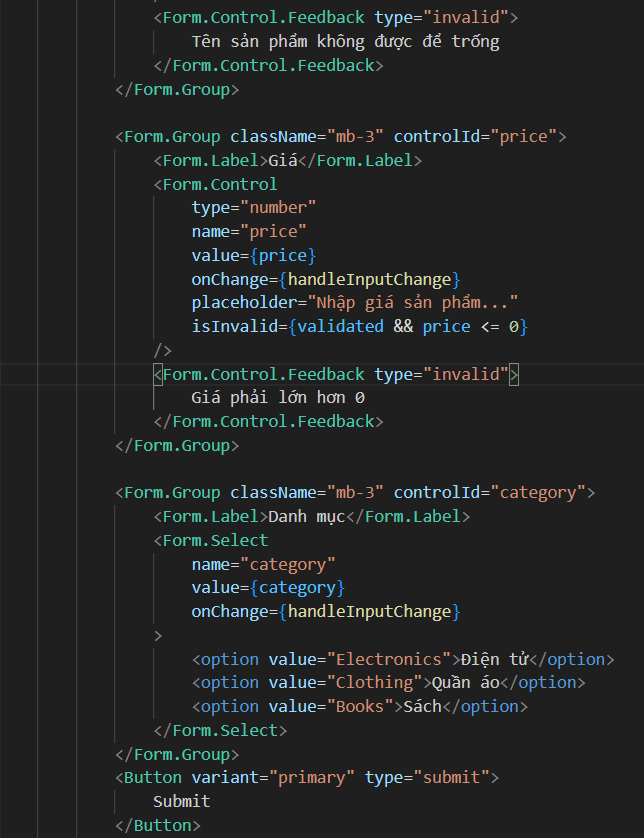 <Form.Control.Feedback type="invalid">
Tên sản phẩm không được để trống
</Form.Control.Feedback>
</Form.Group>
<Form.Group className="mb-3" controlId="price">
<Form.Label>Giá</Form.Label>
<Form.Control
type="number"
name="price"
value={price}
onChange={handleInputChange}
placeholder="Nhập giá sản phẩm..."
isInvalid={validated && price <= 0}
/>
<Form.Control.Feedback type="invalid">
Giá phải lớn hơn 0
</Form.Control.Feedback>
</Form.Group>
<Form.Group className="mb-3" controlId="category">
<Form.Label>Danh mục</Form.Label>
<Form.Select
name="category"
value={category}
onChange={handleInputChange}
>
<option value="Electronics">Điện tử</option>
<option value="Clothing">Quần áo</option>
<option value="Books">Sách</option>
</Form.Select>
</Form.Group>
<Button variant="primary" type="submit">
Submit
</Button>